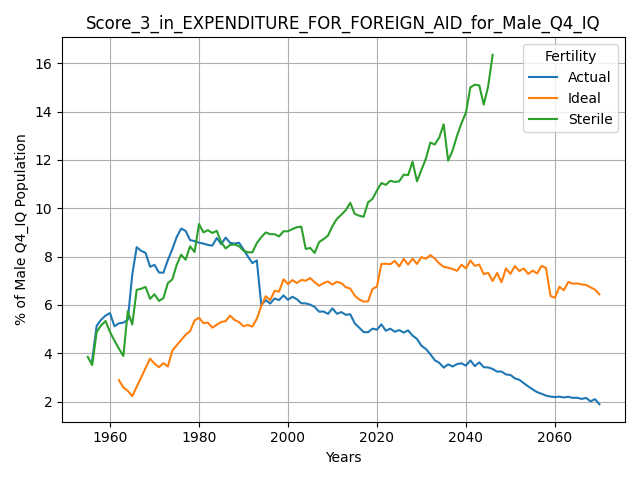 Score_3_in_EXPENDITURE_FOR_FOREIGN_AID_for_Male_Q4_IQ
Fertility
Actual
Ideal
Sterile
% of Male Q4_IQ Population
16
14
12
10
8
6
4
2
1960 1980 2000 2020 2040 2060
Years